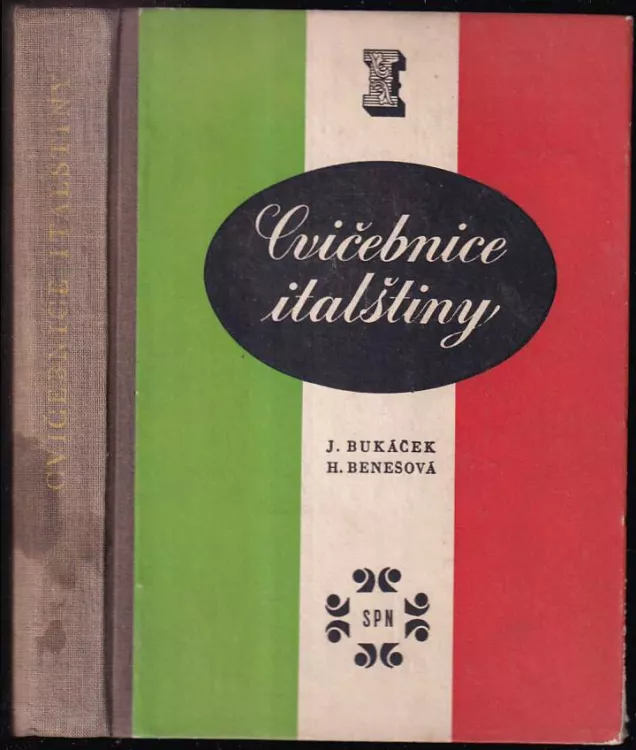 CVIČEBNICE ITALŠTINY
I
Cvičebnice
italštiny
J. BUKÁČEK
H. BENEŠOVÁ
SPN